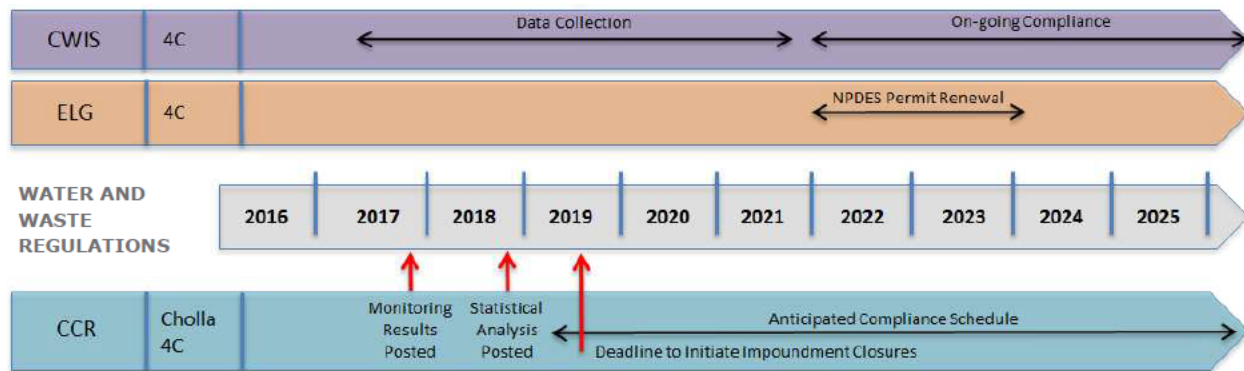 CWIS 4C Data Collection On-going Compliance
ELG 4C NPDES Permit Renewal
WATER AND
WASTE
REGULATIONS
2016 2017 2018 2019 2020 2021 2022 2023 2024 2025
CCR Cholla
4C
Monitoring
Results
Posted
Statistical
Analysis
Posted
Anticipated Compliance Schedule
Deadline to Initiate Impoundment Closures